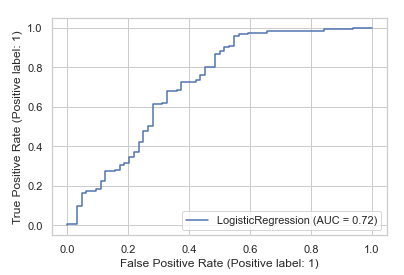 1.0
0.8
0.6
0.4
0.2
0.0
True Positive Rate (Positive label: 1)
LogisticRegression (AUC = 0.72)
0.0 0.2 0.4 0.6 0.8 1.0
False Positive Rate (Positive label: 1)